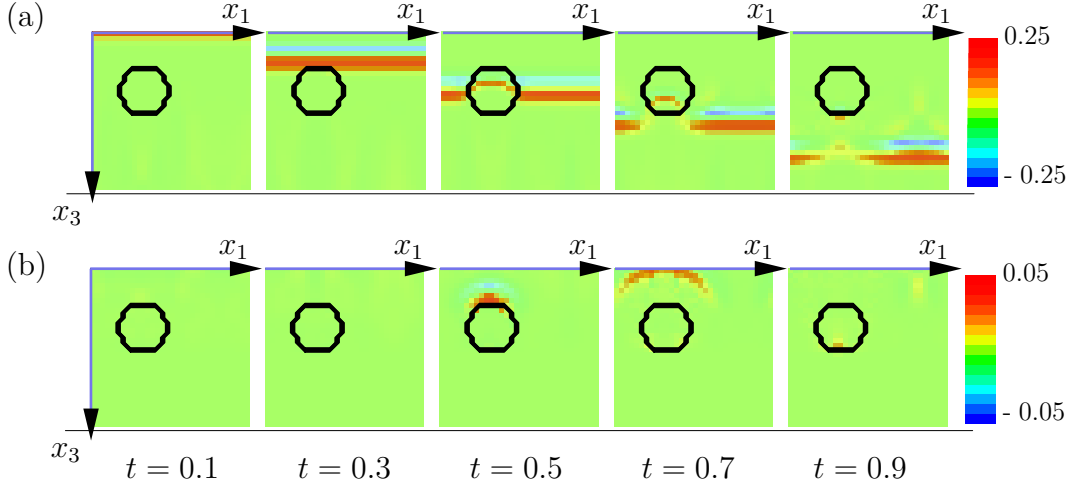 (a) x₁ x₁ x₁ x₁ x₁ 0.25
- 0.25
x₃
(b) x₁ x₁ x₁ x₁ x₁ 0.05
- 0.05
x₃
t = 0.1 t = 0.3 t = 0.5 t = 0.7 t = 0.9